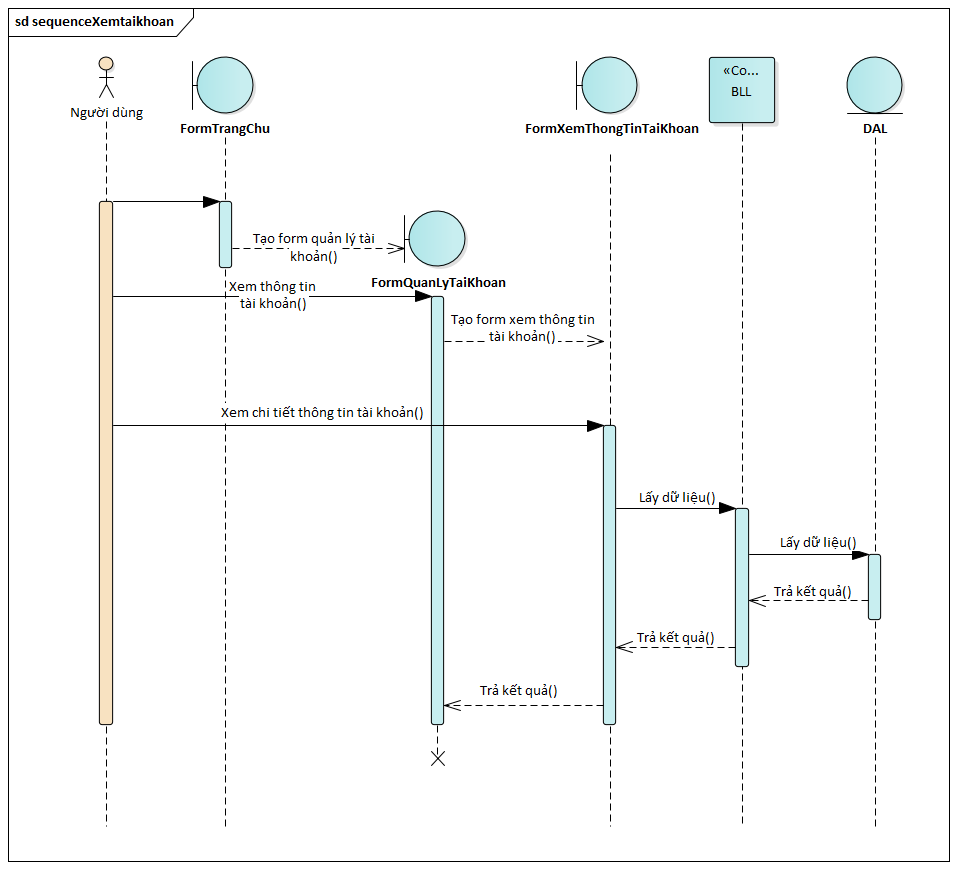 sd sequenceXemtaikhoan
«Co...
BLL
Người dùng
FormTrangChu
FormXemThongTinTaiKhoan
DAL
Tạo form quản lý tài
khoản()
FormQuanLyTaiKhoan
Xem thông tin
tài khoản()
Tạo form xem thông tin
tài khoản()
Xem chi tiết thông tin tài khoản()
Lấy dữ liệu()
Lấy dữ liệu()
Trả kết quả()
Trả kết quả()
Trả kết quả()